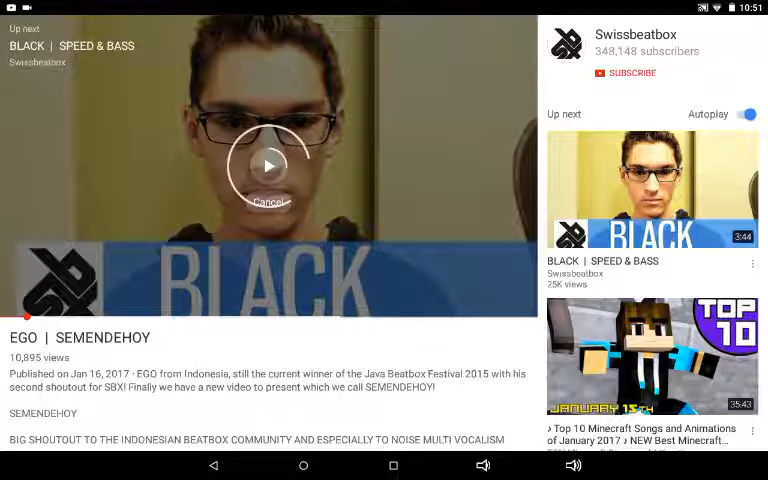 10:51
Up next
BLACK | SPEED & BASS
Swissbeatbox
Cancel
BLACK
EGO | SEMENDEHOY
10,895 views
Published on Jan 16, 2017 · EGO from Indonesia, still the current winner of the Java Beatbox Festival 2015 with his
second shoutout for SBX! Finally we have a new video to present which we call SEMENDEHOY!
SEMENDEHOY
BIG SHOUTOUT TO THE INDONESIAN BEATBOX COMMUNITY AND ESPECIALLY TO NOISE MULTI VOCALISM
Swissbeatbox
348,148 subscribers
SUBSCRIBE
Up next
Autoplay
BLACK
3:44
BLACK | SPEED & BASS
Swissbeatbox
25K views
TOP
10
JANUARY 15TH
35:43
♪ Top 10 Minecraft Songs and Animations
of January 2017 ♪ NEW Best Minecraft...